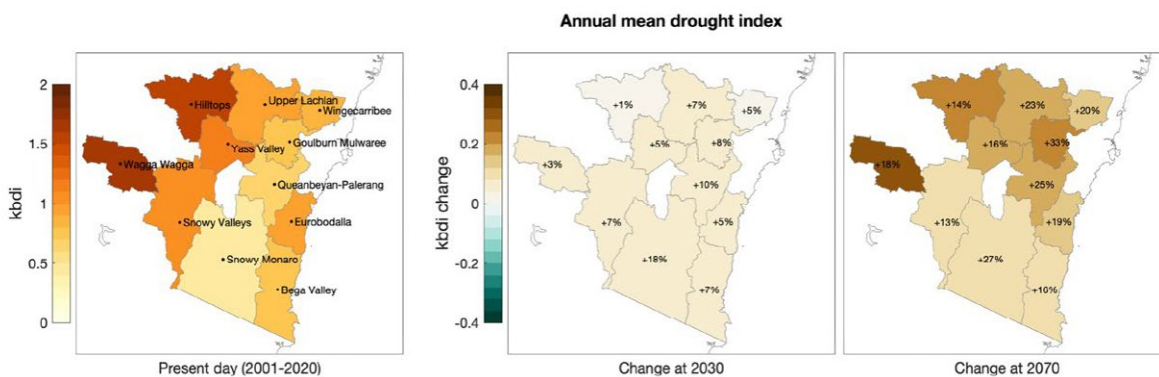 Annual mean drought index
2
1.5
1
0.5
0
kbdi
Hilltops
Upper Lachlan
Wingecarribee
Yass Valley
Goulburn Mulwaree
Wagga Wagga
Queanbeyan-Palerang
Snowy Valleys
Eurobodalla
Snowy Monaro
Bega Valley
Present day (2001-2020)
0.4
0.2
0
-0.2
-0.4
kbdi change
+1%
+7%
+5%
+5%
+8%
+3%
+10%
+7%
+5%
+18%
+7%
Change at 2030
+14%
+23%
+20%
+16%
+33%
+18%
+25%
+13%
+19%
+27%
+10%
Change at 2070